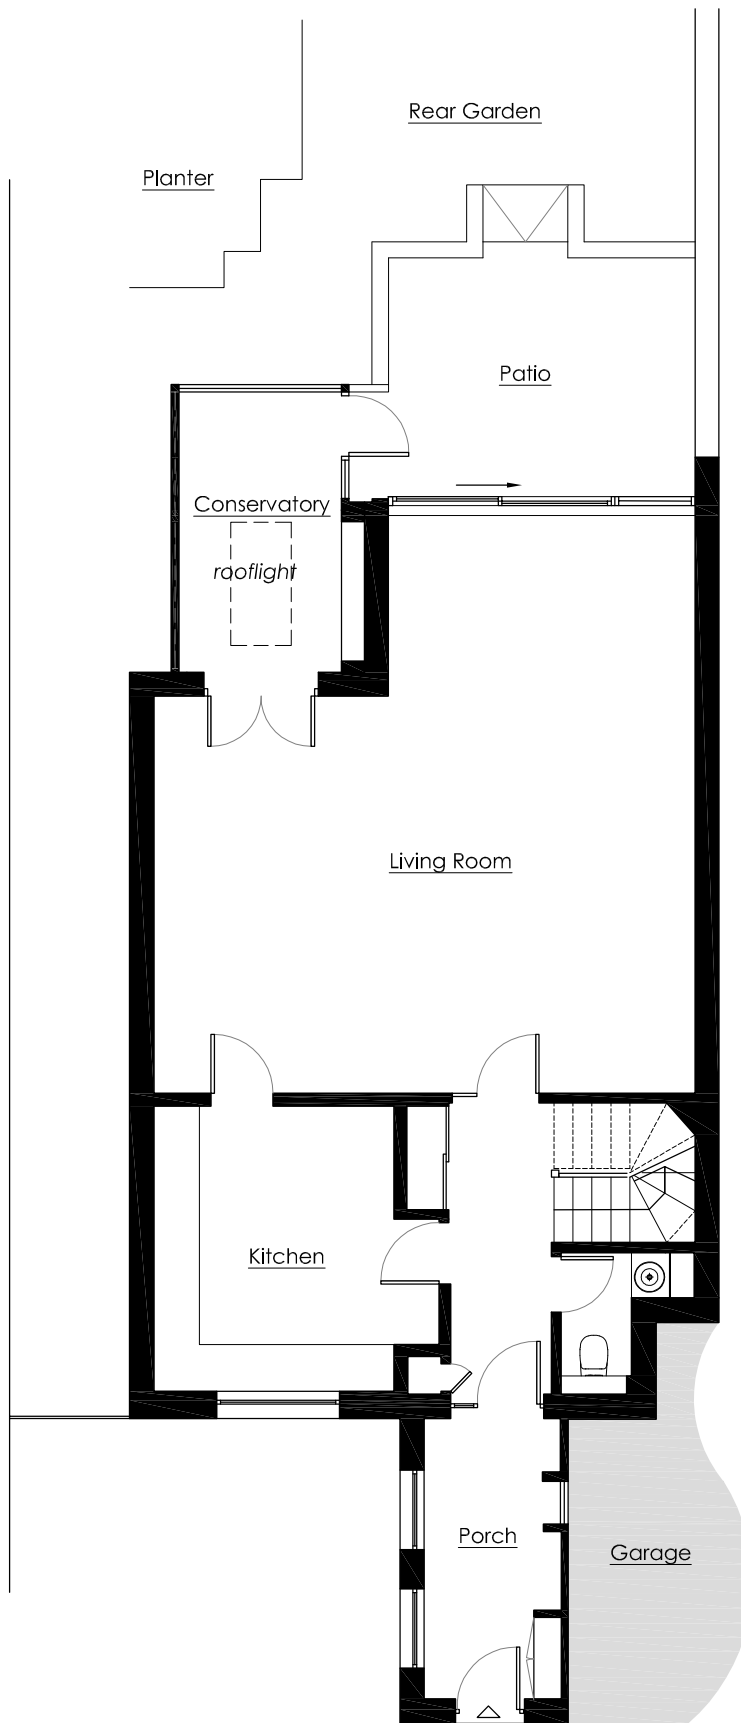 Rear Garden
Planter
Patio
Conservatory
rooflight
Living Room
Kitchen
Porch
Garage